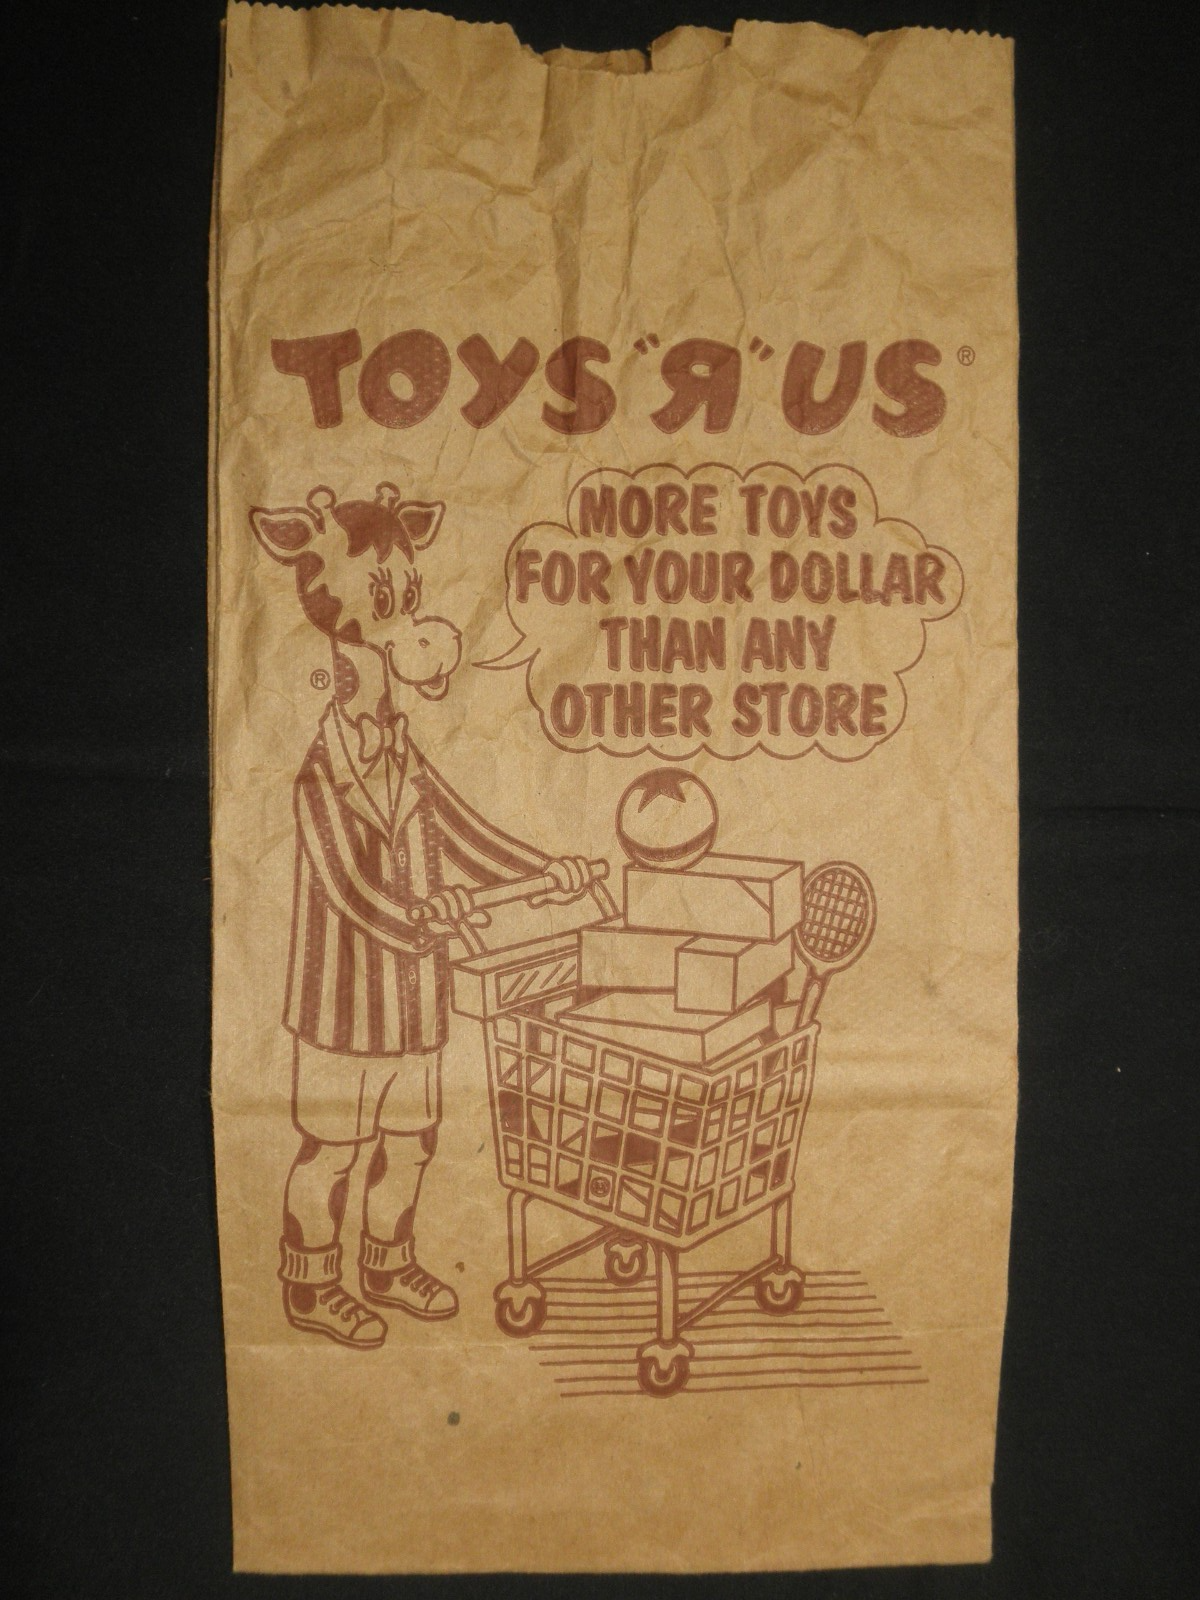 TOYS "Я" US ®
MORE TOYS
FOR YOUR DOLLAR
THAN ANY
OTHER STORE
®